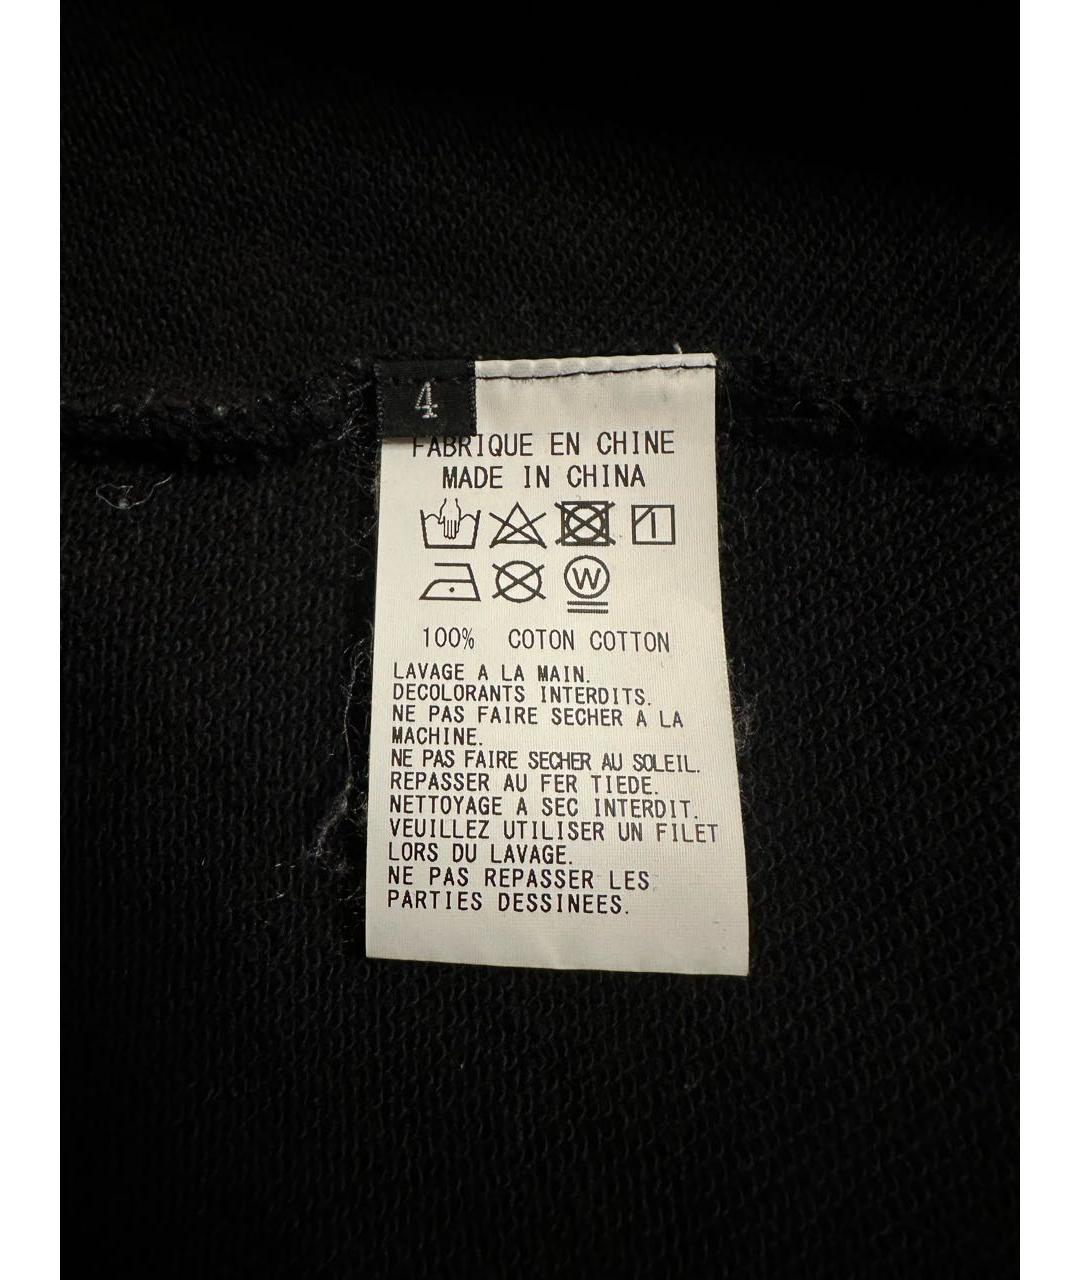 4
FABRIQUE EN CHINE
MADE IN CHINA
W
100% COTON COTTON
LAVAGE A LA MAIN.
DECOLORANTS INTERDITS.
NE PAS FAIRE SECHER A LA
MACHINE.
NE PAS FAIRE SECHER AU SOLEIL.
REPASSER AU FER TIEDE.
NETTOYAGE A SEC INTERDIT.
VEUILLEZ UTILISER UN FILET
LORS DU LAVAGE.
NE PAS REPASSER LES
PARTIES DESSINEES.